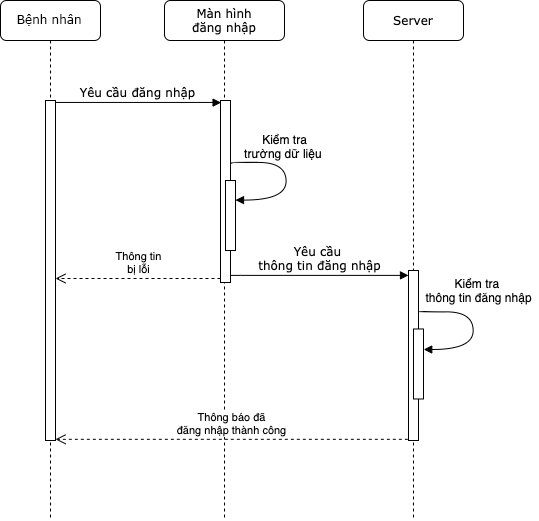 Bệnh nhân
Màn hình
đăng nhập
Server
Yêu cầu đăng nhập
Kiểm tra
trường dữ liệu
Thông tin
bị lỗi
Yêu cầu
thông tin đăng nhập
Kiểm tra
thông tin đăng nhập
Thông báo đã
đăng nhập thành công